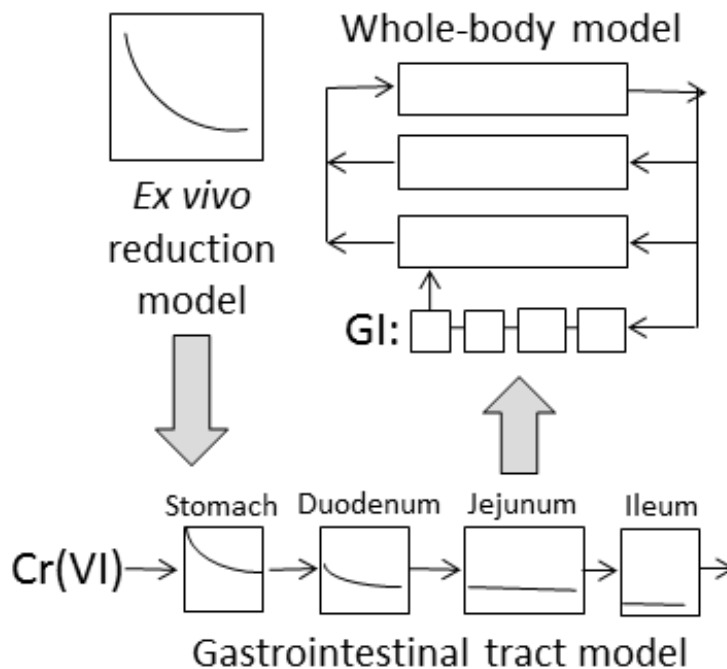 Whole-body model
Ex vivo
reduction
model
GI:
Stomach Duodenum Jejunum Ileum
Cr(VI)
Gastrointestinal tract model